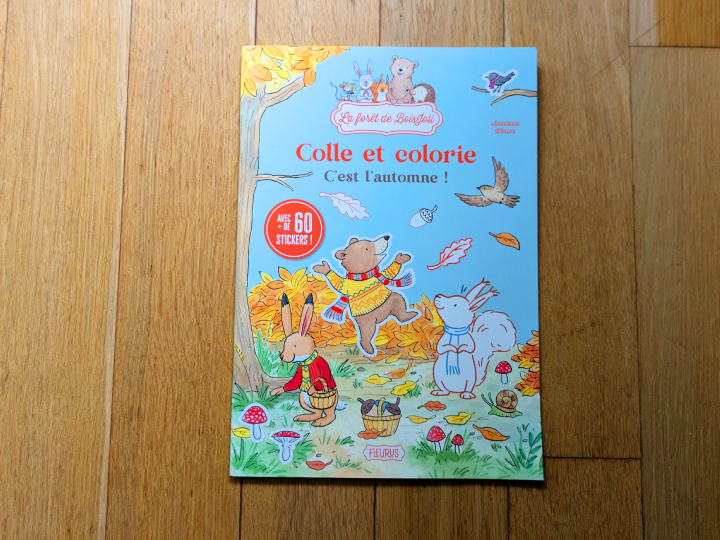 La forêt de BoisJoli
Colle et colorie
C'est l'automne !
AVEC
+ DE 60
STICKERS !
FLEURUS